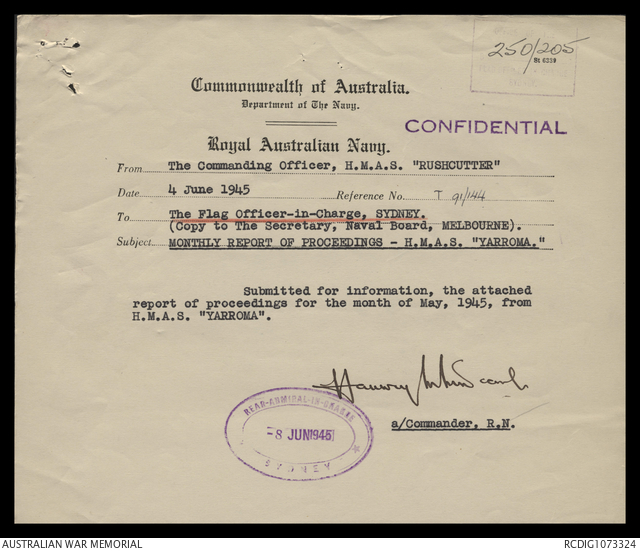 250/205
St 6339
Commonwealth of Australia.
Department of The Navy.
CONFIDENTIAL
Royal Australian Navy.
From The Commanding Officer, H.M.A.S. "RUSHCUTTER"
Date 4 June 1945 Reference No. T 91/144
To The Flag Officer-in-Charge, SYDNEY.
(Copy to The Secretary, Naval Board, MELBOURNE).
Subject MONTHLY REPORT OF PROCEEDINGS - H.M.A.S. "YARROMA."
Submitted for information, the attached
report of proceedings for the month of May, 1945, from
H.M.A.S. "YARROMA".
REAR-ADMIRAL-IN-CHARGE
-8 JUN 1945
SYDNEY
a/Commander, R.N.
AUSTRALIAN WAR MEMORIAL RCDIG1073324